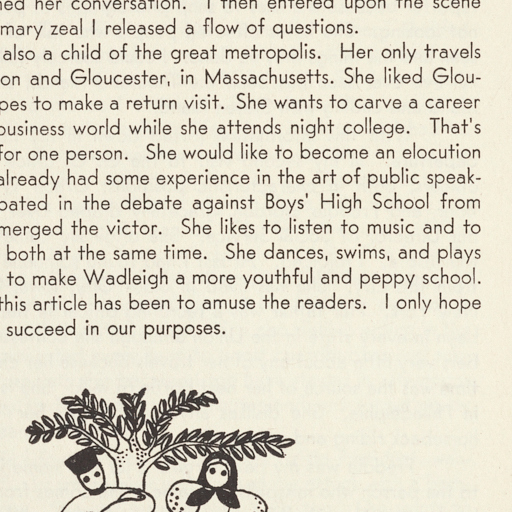 her conversation. I then entered upon the scene
mary zeal I released a flow of questions.
also a child of the great metropolis. Her only travels
on and Gloucester, in Massachusetts. She liked Glou-
pes to make a return visit. She wants to carve a career
business world while she attends night college. That's
for one person. She would like to become an elocution
already had some experience in the art of public speak-
pated in the debate against Boys' High School from
merged the victor. She likes to listen to music and to
both at the same time. She dances, swims, and plays
to make Wadleigh a more youthful and peppy school.
this article has been to amuse the readers. I only hope
succeed in our purposes.